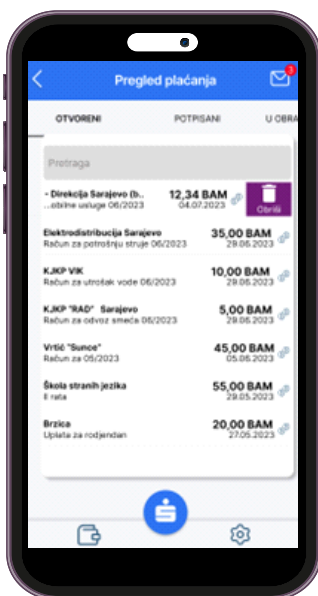 3
Pregled plaćanja
OTVORENI POTPISANI U OBRA
Pretraga
- Direkcija Sarajevo (b.. 12,34 BAM
...obilne usluge 06/2023 04.07.2023
Obriši
Elektrodistribucija Sarajevo 35,00 BAM
Račun za potrošnju struje 06/2023 29.06.2023
KJKP VIK 10,00 BAM
Račun za utrošak vode 06/2023 29.06.2023
KJKP "RAD" Sarajevo 5,00 BAM
Račun za odvoz smeća 06/2023 29.06.2023
Vrtić "Sunce" 45,00 BAM
Račun za 05/2023 05.06.2023
Škola stranih jezika 55,00 BAM
II rata 29.05.2023
Brzica 20,00 BAM
Uplata za rodjendan 27.05.2023